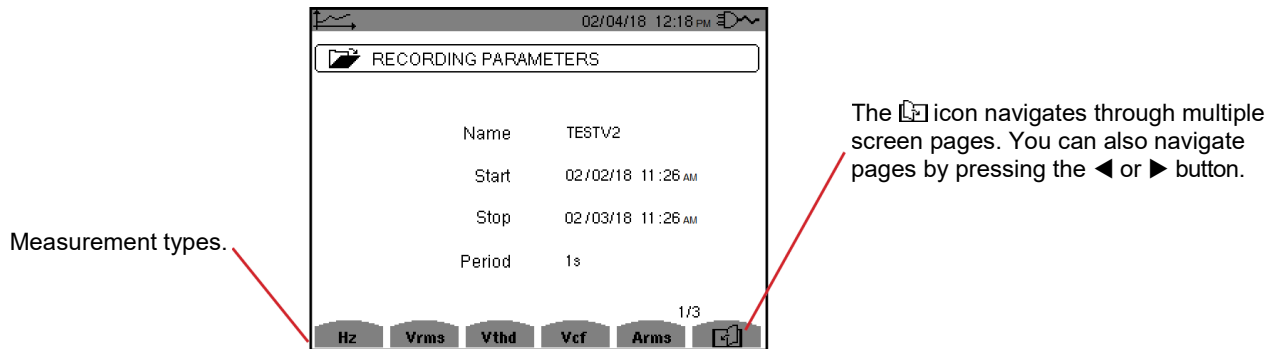 02/04/18 12:18 PM
RECORDING PARAMETERS
Name TESTV2
Start 02/02/18 11:26 AM
Stop 02/03/18 11:26 AM
Period 1s
1/3
Hz Vrms Vthd Vcf Arms
Measurement types.
The icon navigates through multiple
screen pages. You can also navigate
pages by pressing the ◄ or ► button.